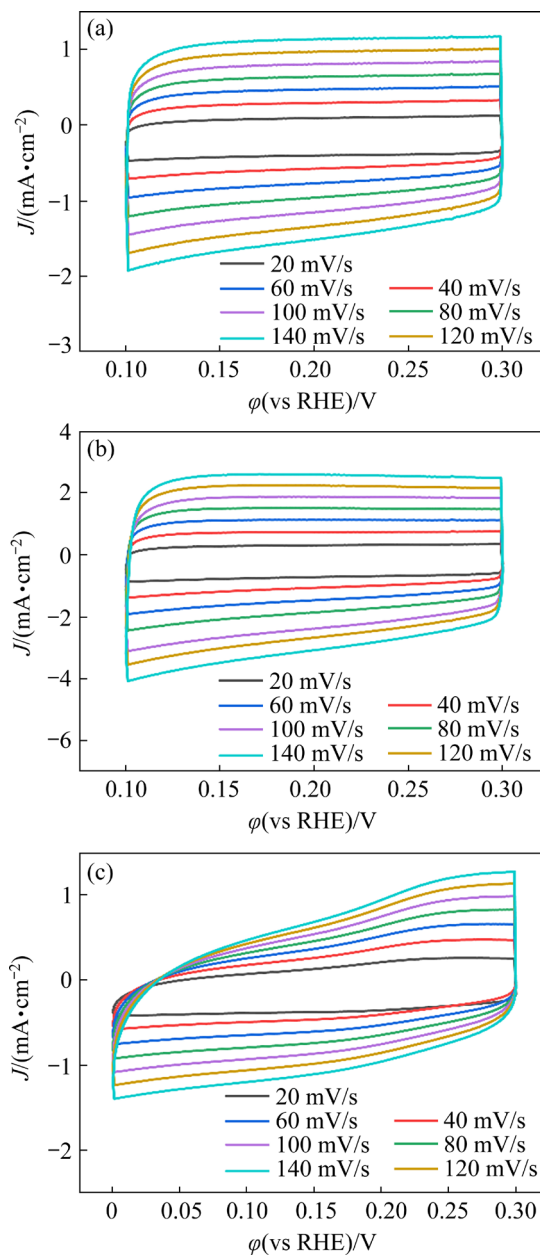 (a)
1
0
−1
−2
−3
J/(mA•cm−2)
20 mV/s
60 mV/s 40 mV/s
100 mV/s 80 mV/s
140 mV/s 120 mV/s
0.10 0.15 0.20 0.25 0.30
φ(vs RHE)/V
(b)
4
2
0
−2
−4
−6
J/(mA•cm−2)
20 mV/s
60 mV/s 40 mV/s
100 mV/s 80 mV/s
140 mV/s 120 mV/s
0.10 0.15 0.20 0.25 0.30
φ(vs RHE)/V
(c)
1
0
−1
−2
J/(mA•cm−2)
20 mV/s
60 mV/s 40 mV/s
100 mV/s 80 mV/s
140 mV/s 120 mV/s
0 0.05 0.10 0.15 0.20 0.25 0.30
φ(vs RHE)/V